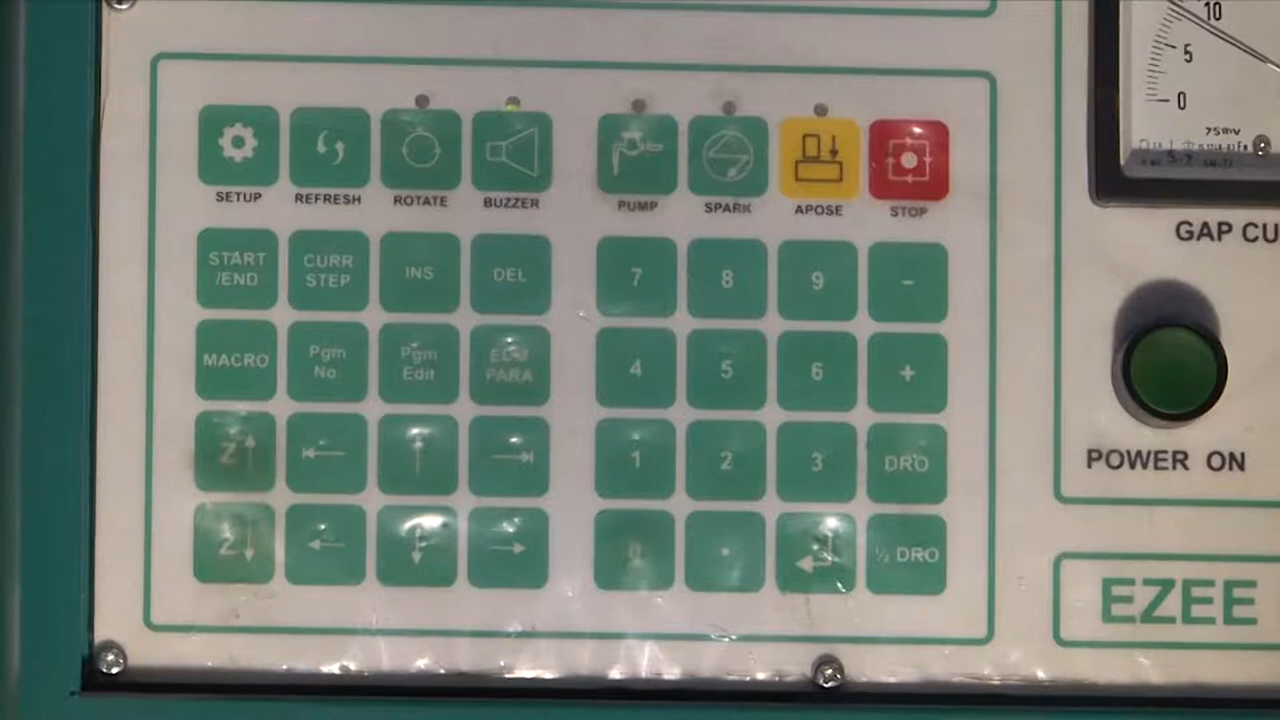 10
5
0
75mv
SETUP
REFRESH
ROTATE
BUZZER
PUMP
SPARK
APOSE
STOP
GAP CU
START
/END
CURR
STEP
INS
DEL
7
8
9
-
MACRO
Pgm
No
Pgm
Edit
PARA
4
5
6
+
POWER ON
Z
1
2
3
DRO
Z
.
½ DRO
EZEE